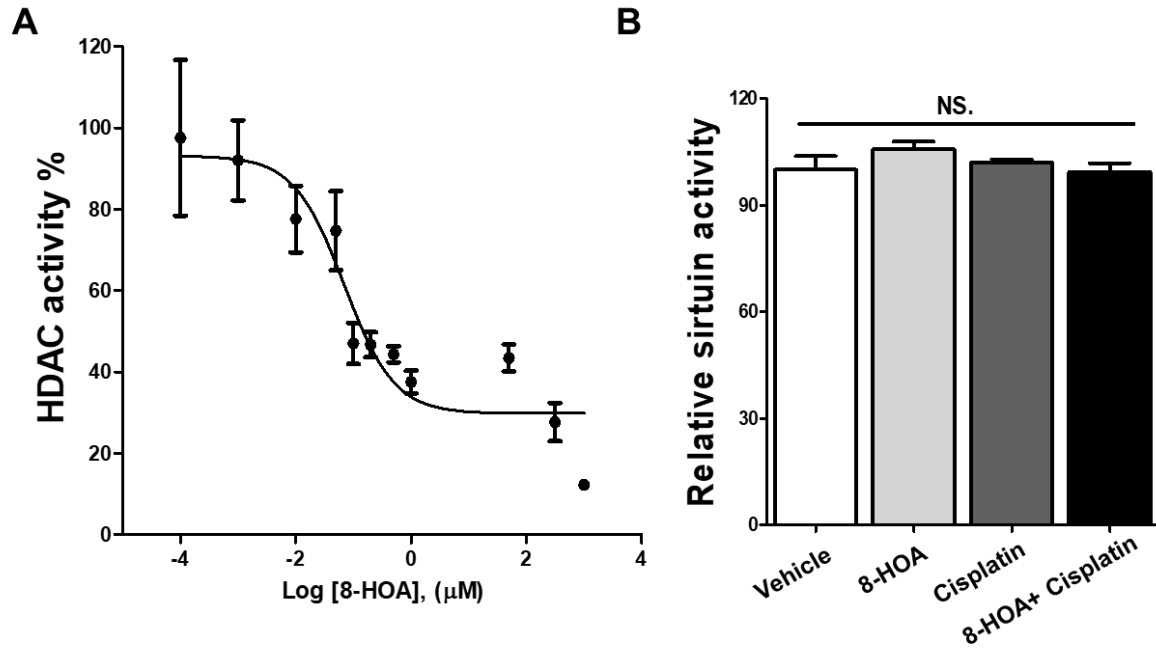 A
HDAC activity %
120
100
80
60
40
20
0
-4
-2
0
2
4
Log [8-HOA], (μM)
B
Relative sirtuin activity
120
90
60
30
0
NS.
Vehicle
8-HOA
Cisplatin
8-HOA+ Cisplatin